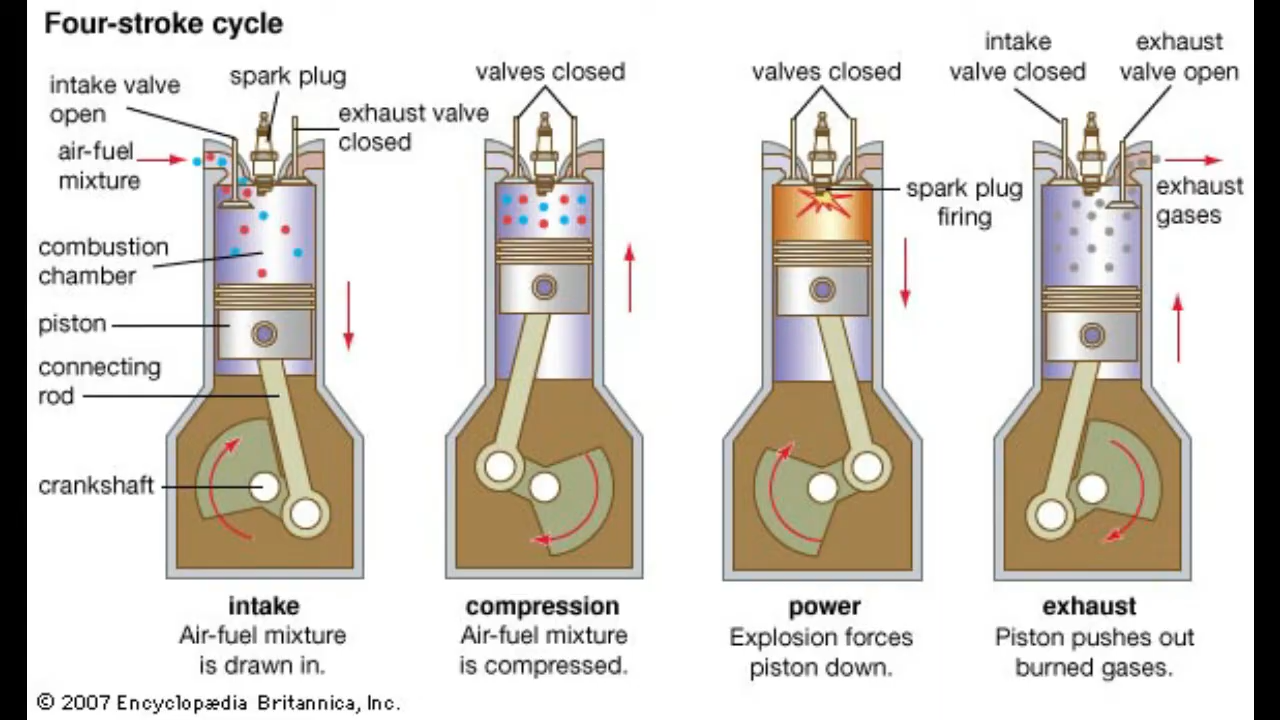 Four-stroke cycle
intake valve
open
spark plug
exhaust valve
closed
air-fuel
mixture
combustion
chamber
piston
connecting
rod
crankshaft
valves closed
valves closed
spark plug
firing
intake
valve closed
exhaust
valve open
exhaust
gases
intake
Air-fuel mixture
is drawn in.
compression
Air-fuel mixture
is compressed.
power
Explosion forces
piston down.
exhaust
Piston pushes out
burned gases.
© 2007 Encyclopædia Britannica, Inc.